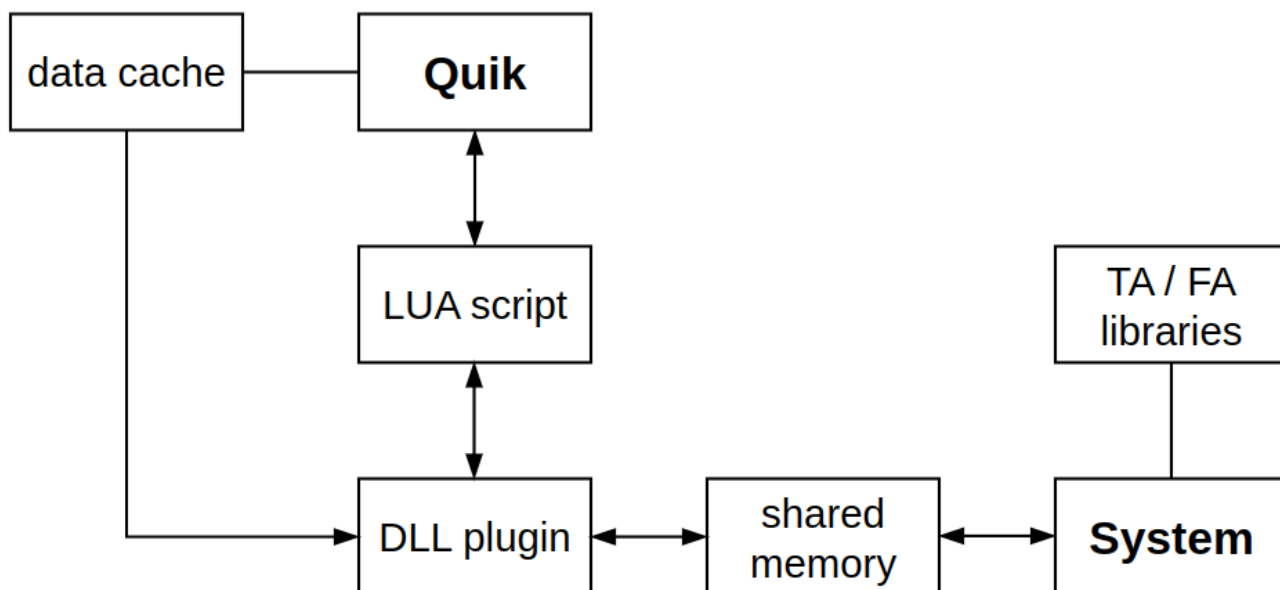 data cache
Quik
LUA script
TA / FA
libraries
DLL plugin
shared
memory
System